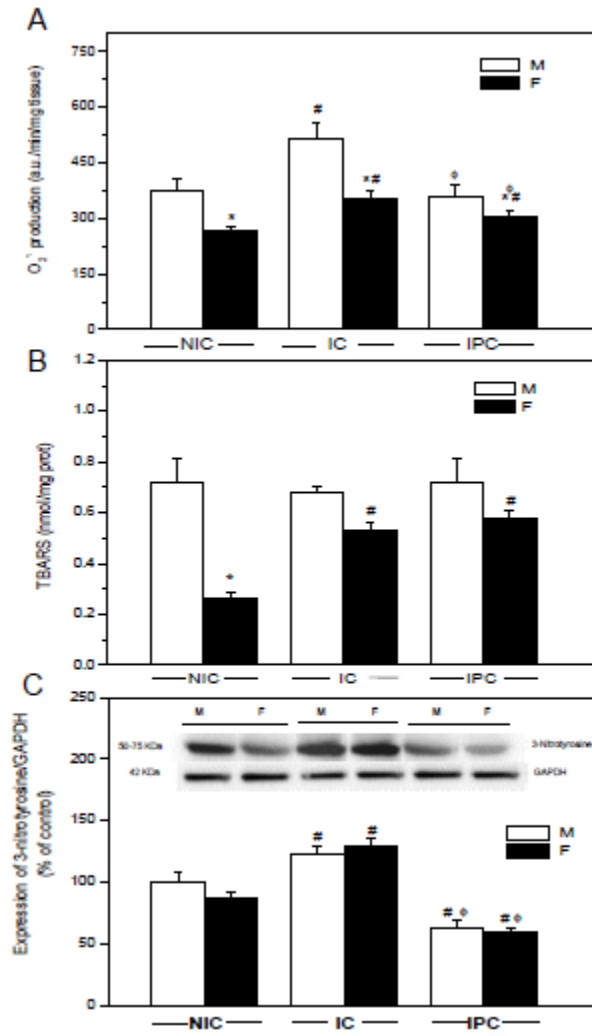 A
O2·- production (a.u./min/mg tissue)
750
600
450
300
150
0
M
F
*
#
*#
ϕ
ϕ
*#
NIC
IC
IPC
B
TBARS (nmol/mg prot)
1.2
1.0
0.8
0.6
0.4
0.2
0.0
M
F
*
#
#
NIC
IC
IPC
C
Expression of 3-nitrotyrosine/GAPDH
(% of control)
250
200
150
100
50
0
M F M F M F
50-75 KDa
3-Nitrotyrosine
42 KDa
GAPDH
M
F
# #
#ϕ #ϕ
NIC
IC
IPC